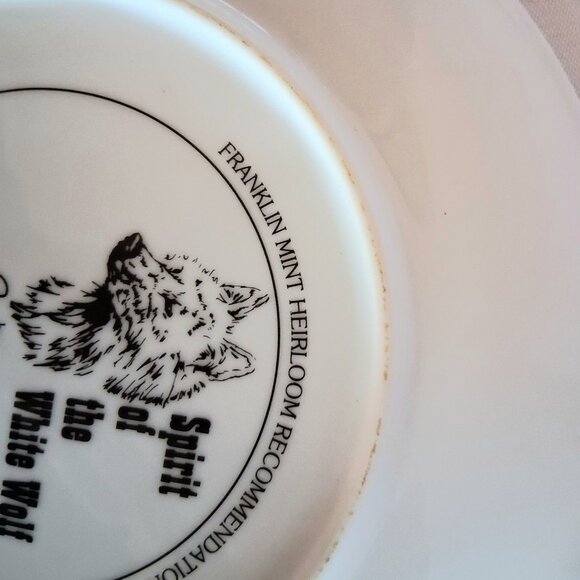 FRANKLIN MINT HEIRLOOM RECOMMENDATION
Spirit
of
the
White Wolf